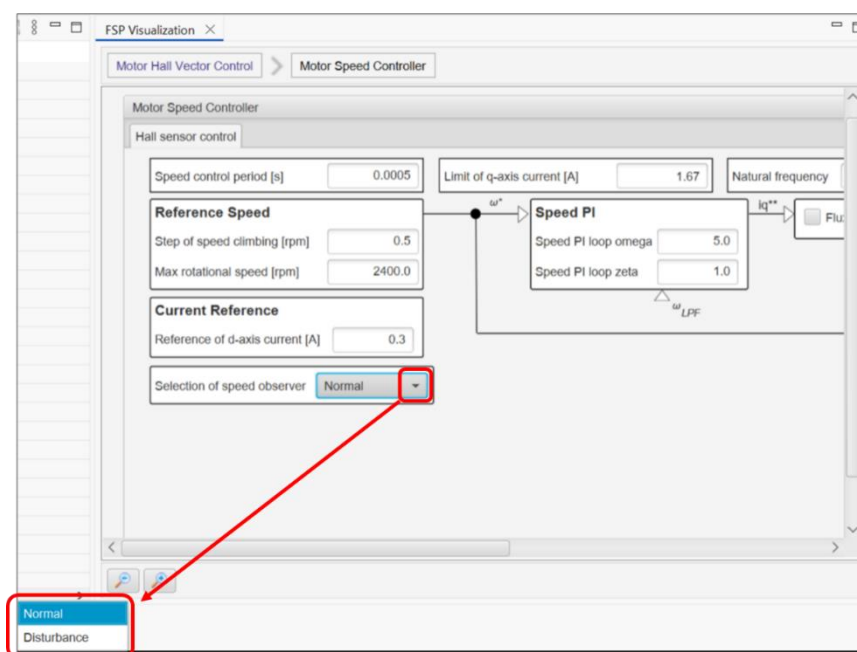 FSP Visualization
Motor Hall Vector Control
Motor Speed Controller
Motor Speed Controller
Hall sensor control
Speed control period [s] 0.0005
Limit of q-axis current [A] 1.67
Natural frequency
Reference Speed
Step of speed climbing [rpm] 0.5
Max rotational speed [rpm] 2400.0
ω*
Speed PI
Speed PI loop omega 5.0
Speed PI loop zeta 1.0
iq**
ω LPF
Current Reference
Reference of d-axis current [A] 0.3
Selection of speed observer Normal
Normal
Disturbance